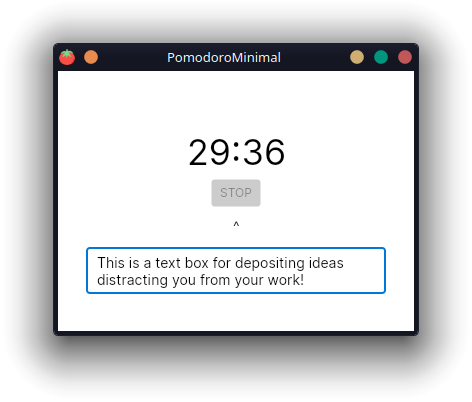 PomodoroMinimal
29:36
STOP
^
This is a text box for depositing ideas
distracting you from your work!